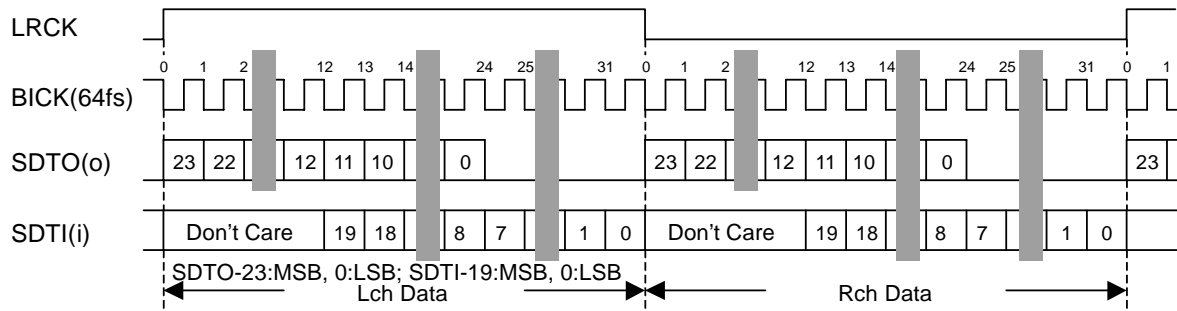 LRCK
0 1 2 12 13 14 24 25 31 0 1 2 12 13 14 24 25 31 0 1
BICK(64fs)
SDTO(o) 23 22 12 11 10 0 23 22 12 11 10 0 23
SDTI(i) Don't Care 19 18 8 7 1 0 Don't Care 19 18 8 7 1 0
SDTO-23:MSB, 0:LSB; SDTI-19:MSB, 0:LSB
Lch Data Rch Data